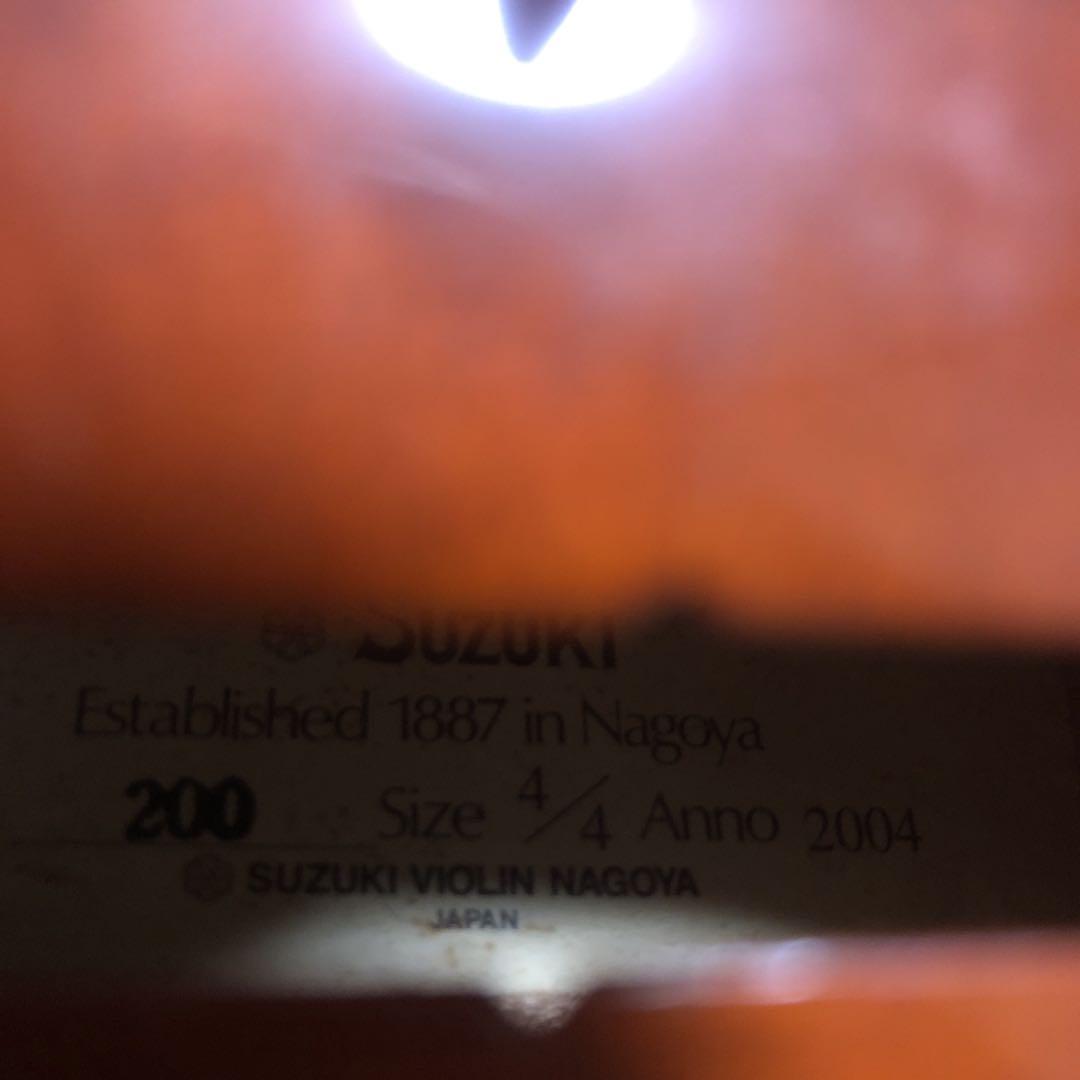 SUZUKI
Established 1887 in Nagoya
200 Size 4/4 Anno 2004
SUZUKI VIOLIN NAGOYA
JAPAN